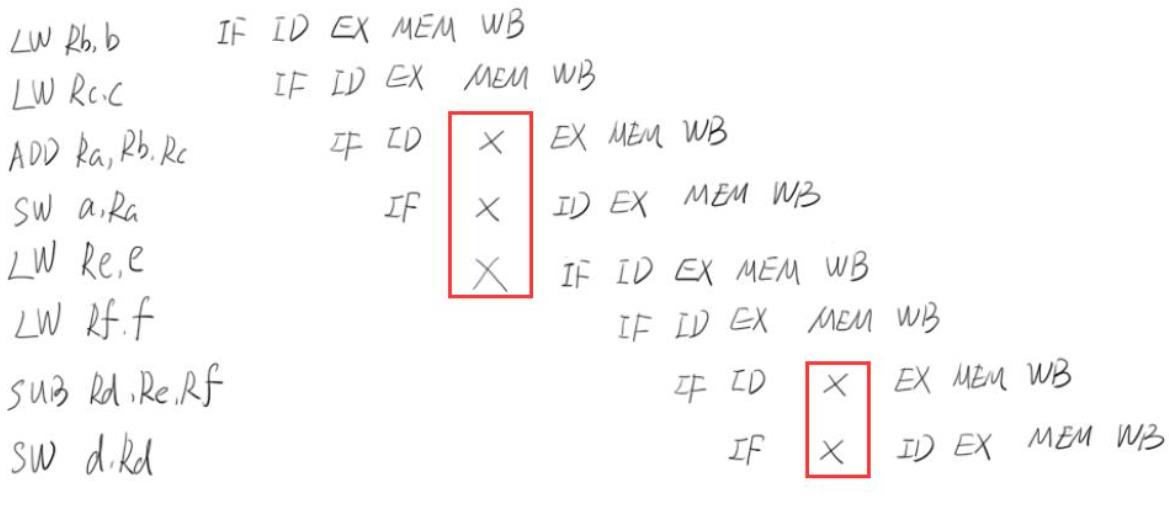 LW Rb, b IF ID EX MEM WB
LW Rc, c IF ID EX MEM WB
ADD Ra, Rb, Rc IF ID X EX MEM WB
SW a, Ra IF X ID EX MEM WB
LW Re, e X IF ID EX MEM WB
LW Rf, f IF ID EX MEM WB
SUB Rd, Re, Rf IF ID X EX MEM WB
SW d, Rd IF X ID EX MEM WB